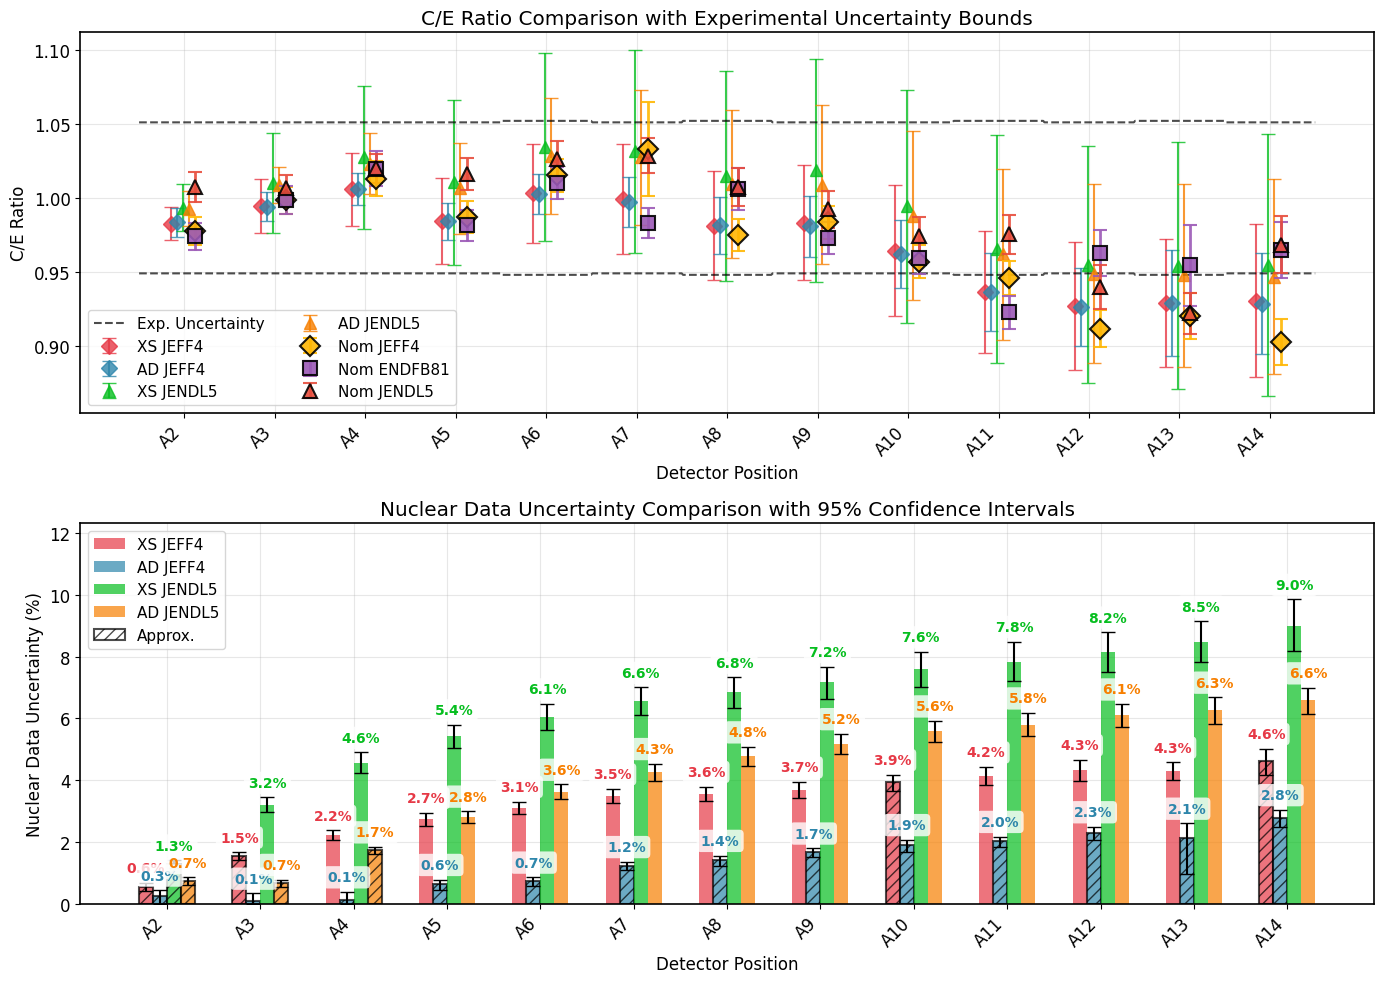 C/E Ratio Comparison with Experimental Uncertainty Bounds
C/E Ratio
1.10
1.05
1.00
0.95
0.90
Exp. Uncertainty
XS JEFF4
AD JEFF4
XS JENDL5
AD JENDL5
Nom JEFF4
Nom ENDFB81
Nom JENDL5
A2 A3 A4 A5 A6 A7 A8 A9 A10 A11 A12 A13 A14
Detector Position
Nuclear Data Uncertainty Comparison with 95% Confidence Intervals
Nuclear Data Uncertainty (%)
12
10
8
6
4
2
0
XS JEFF4
AD JEFF4
XS JENDL5
AD JENDL5
Approx.
0.6% 0.3% 1.3% 0.7%
1.5% 0.1% 3.2% 0.7%
2.2% 0.1% 4.6% 1.7%
2.7% 0.6% 5.4% 2.8%
3.1% 0.7% 6.1% 3.6%
3.5% 1.2% 6.6% 4.3%
3.6% 1.4% 6.8% 4.8%
3.7% 1.7% 7.2% 5.2%
3.9% 1.9% 7.6% 5.6%
4.2% 2.0% 7.8% 5.8%
4.3% 2.3% 8.2% 6.1%
4.3% 2.1% 8.5% 6.3%
4.6% 2.8% 9.0% 6.6%
A2 A3 A4 A5 A6 A7 A8 A9 A10 A11 A12 A13 A14
Detector Position